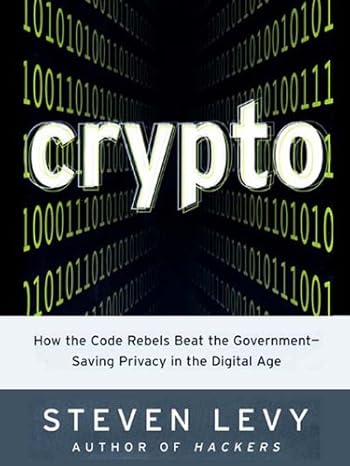 crypto
How the Code Rebels Beat the Government—
Saving Privacy in the Digital Age
STEVEN LEVY
AUTHOR OF HACKERS